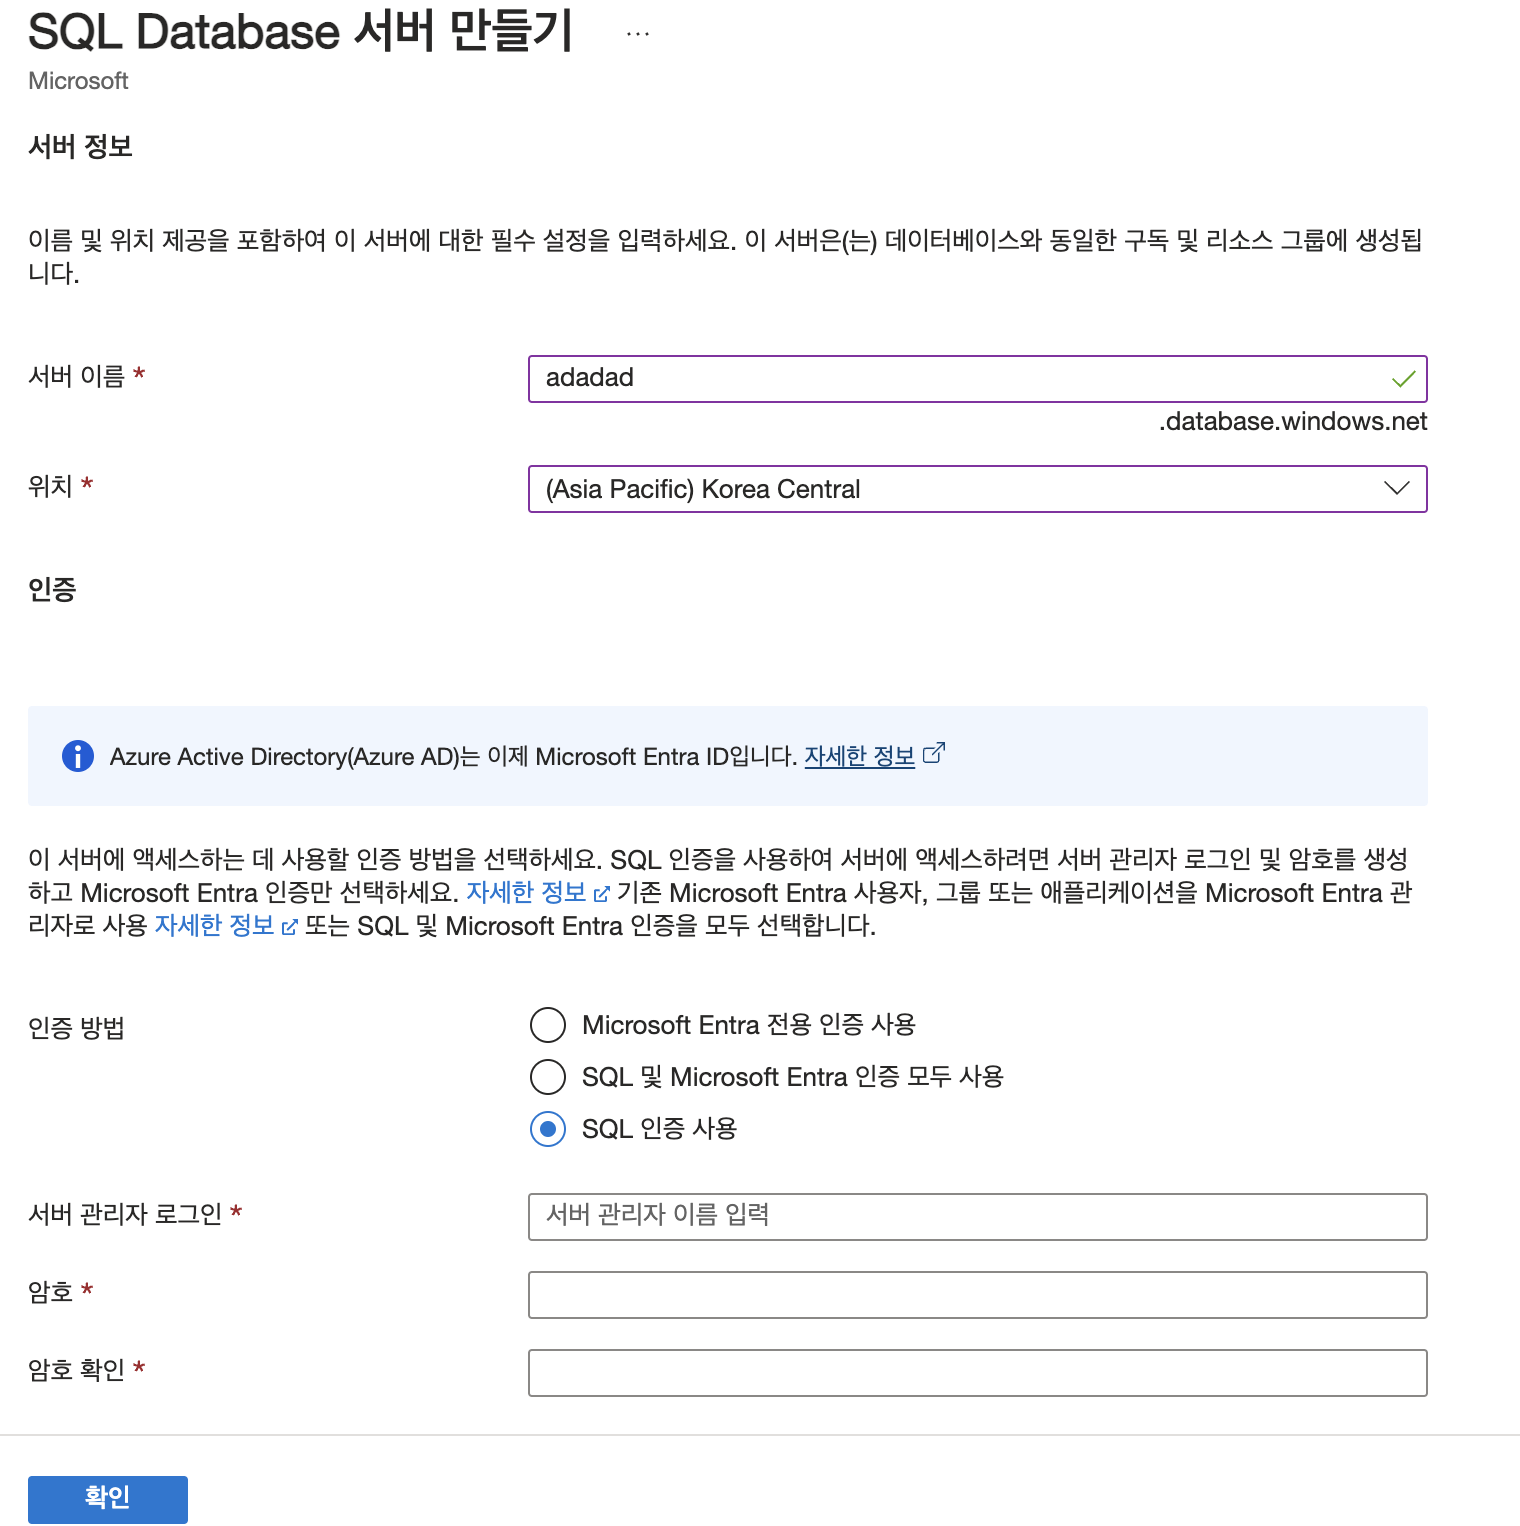 SQL Database 서버 만들기 ...
Microsoft
서버 정보
이름 및 위치 제공을 포함하여 이 서버에 대한 필수 설정을 입력하세요. 이 서버은(는) 데이터베이스와 동일한 구독 및 리소스 그룹에 생성됩
니다.
서버 이름 *
adadad
.database.windows.net
위치 *
(Asia Pacific) Korea Central
인증
Azure Active Directory(Azure AD)는 이제 Microsoft Entra ID입니다. 자세한 정보
이 서버에 액세스하는 데 사용할 인증 방법을 선택하세요. SQL 인증을 사용하여 서버에 액세스하려면 서버 관리자 로그인 및 암호를 생성
하고 Microsoft Entra 인증만 선택하세요. 자세한 정보 기존 Microsoft Entra 사용자, 그룹 또는 애플리케이션을 Microsoft Entra 관
리자로 사용 자세한 정보 또는 SQL 및 Microsoft Entra 인증을 모두 선택합니다.
인증 방법
Microsoft Entra 전용 인증 사용
SQL 및 Microsoft Entra 인증 모두 사용
SQL 인증 사용
서버 관리자 로그인 *
서버 관리자 이름 입력
암호 *
암호 확인 *
확인